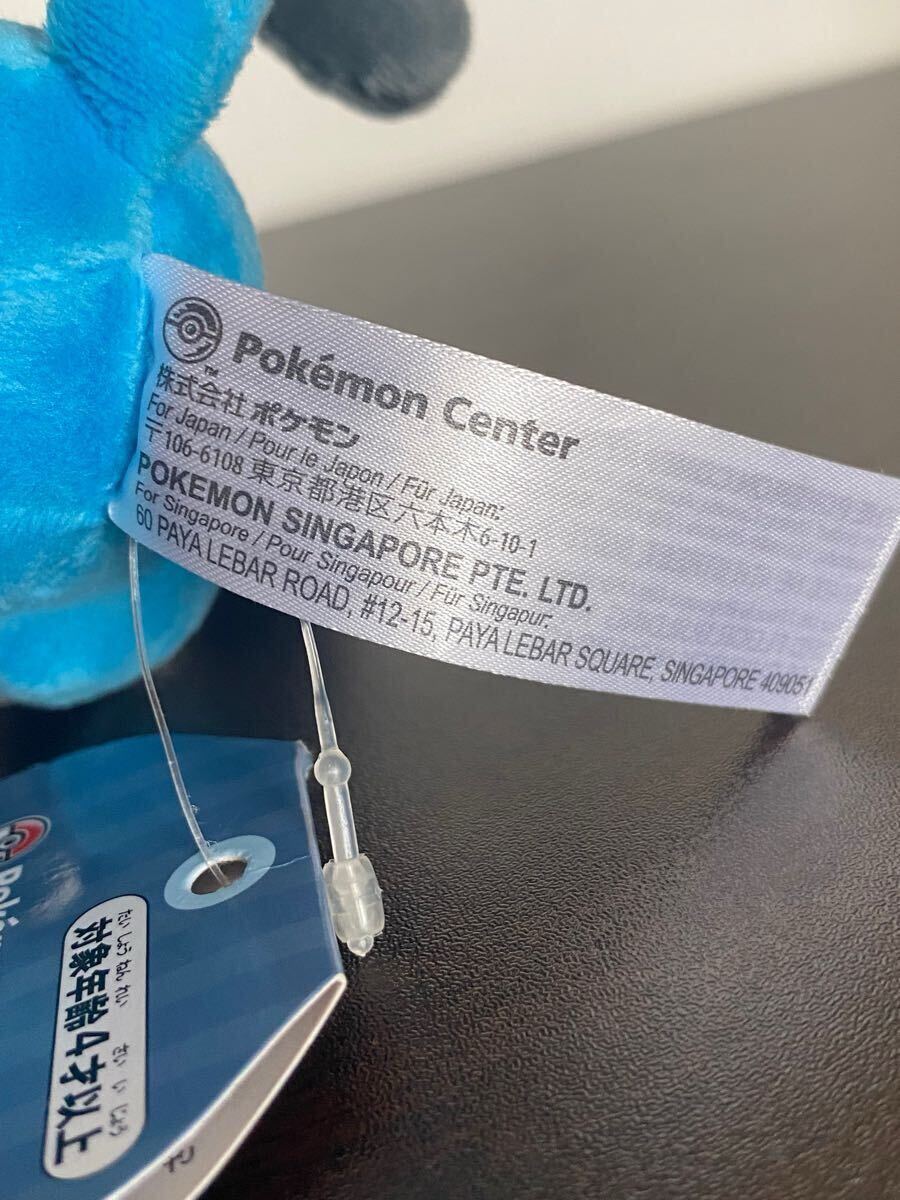 Pokémon Center
TM
株式会社 ポケモン
For Japan / Pour le Japon / Für Japan:
〒106-6108 東京都港区六本木6-10-1
POKEMON SINGAPORE PTE. LTD.
For Singapore / Pour Singapour / Für Singapur:
60 PAYA LEBAR ROAD, #12-15, PAYA LEBAR SQUARE, SINGAPORE 409051
たいしょうねんれい さいいじょう
対象年齢4才以上